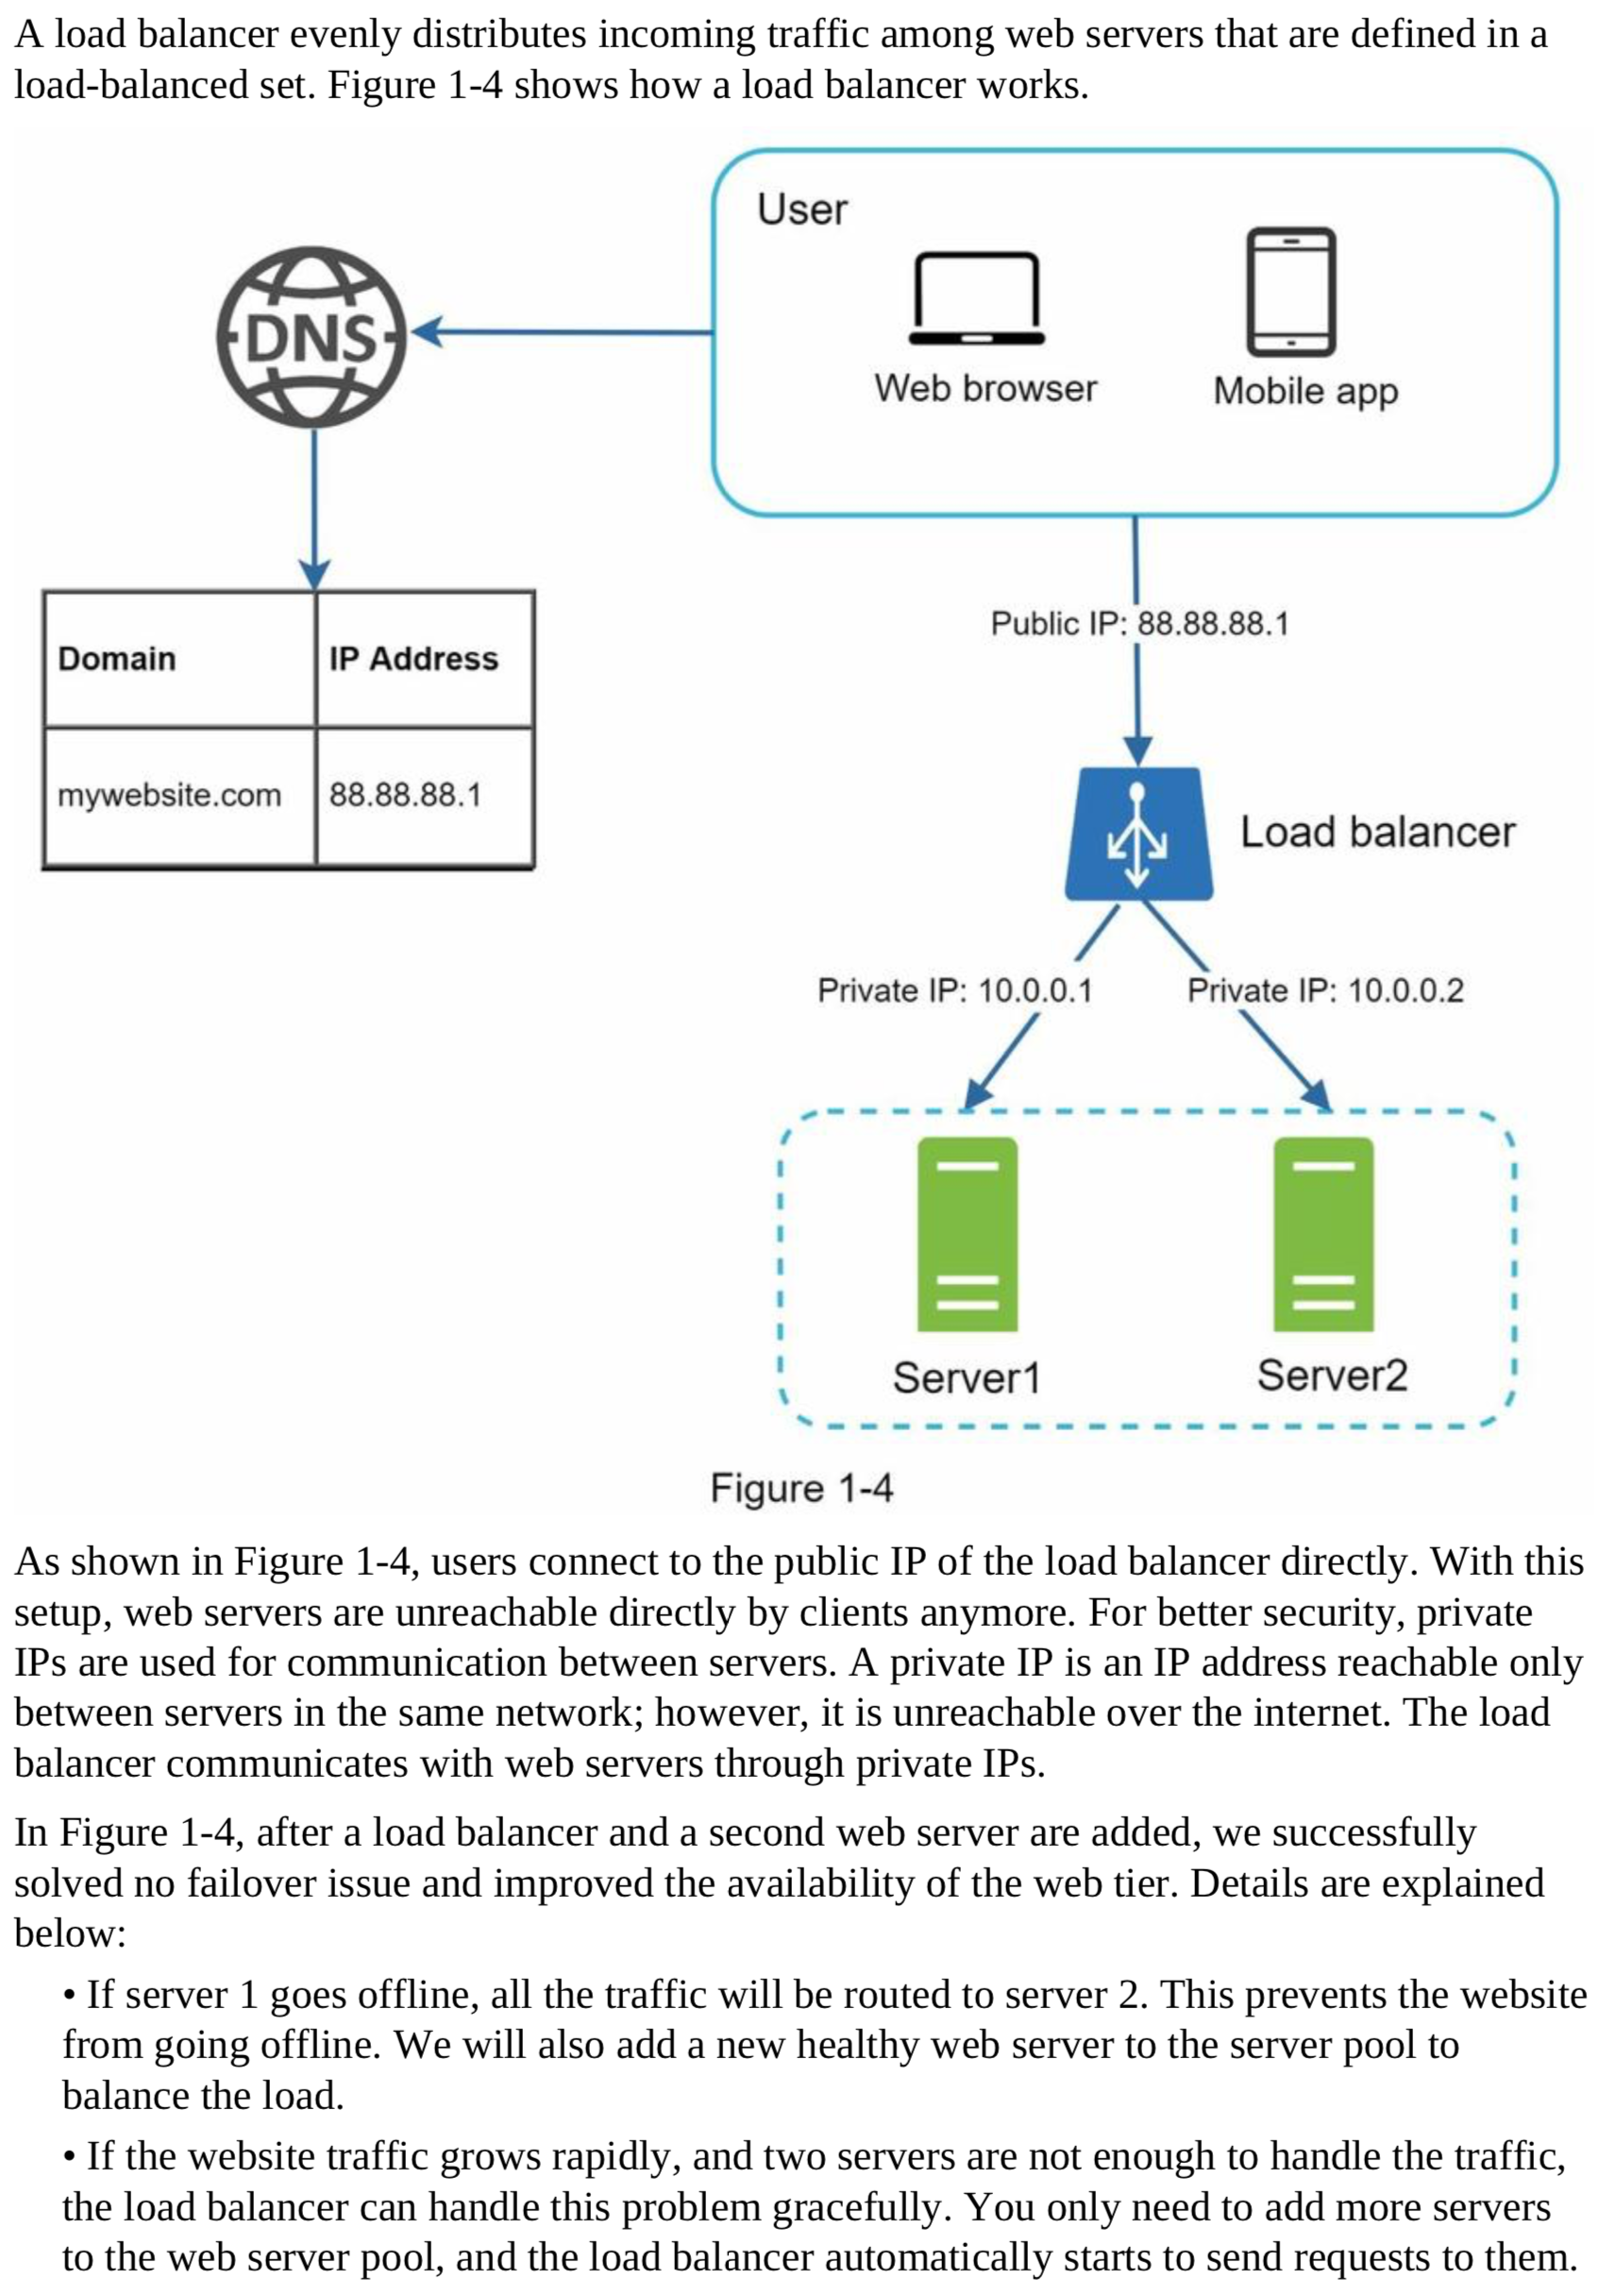 A load balancer evenly distributes incoming traffic among web servers that are defined in a
load-balanced set. Figure 1-4 shows how a load balancer works.
User
DNS
Web browser
Mobile app
Public IP: 88.88.88.1
Domain IP Address
mywebsite.com 88.88.88.1
Load balancer
Private IP: 10.0.0.1
Private IP: 10.0.0.2
Server1
Server2
Figure 1-4
As shown in Figure 1-4, users connect to the public IP of the load balancer directly. With this
setup, web servers are unreachable directly by clients anymore. For better security, private
IPs are used for communication between servers. A private IP is an IP address reachable only
between servers in the same network; however, it is unreachable over the internet. The load
balancer communicates with web servers through private IPs.
In Figure 1-4, after a load balancer and a second web server are added, we successfully
solved no failover issue and improved the availability of the web tier. Details are explained
below:
• If server 1 goes offline, all the traffic will be routed to server 2. This prevents the website
from going offline. We will also add a new healthy web server to the server pool to
balance the load.
• If the website traffic grows rapidly, and two servers are not enough to handle the traffic,
the load balancer can handle this problem gracefully. You only need to add more servers
to the web server pool, and the load balancer automatically starts to send requests to them.